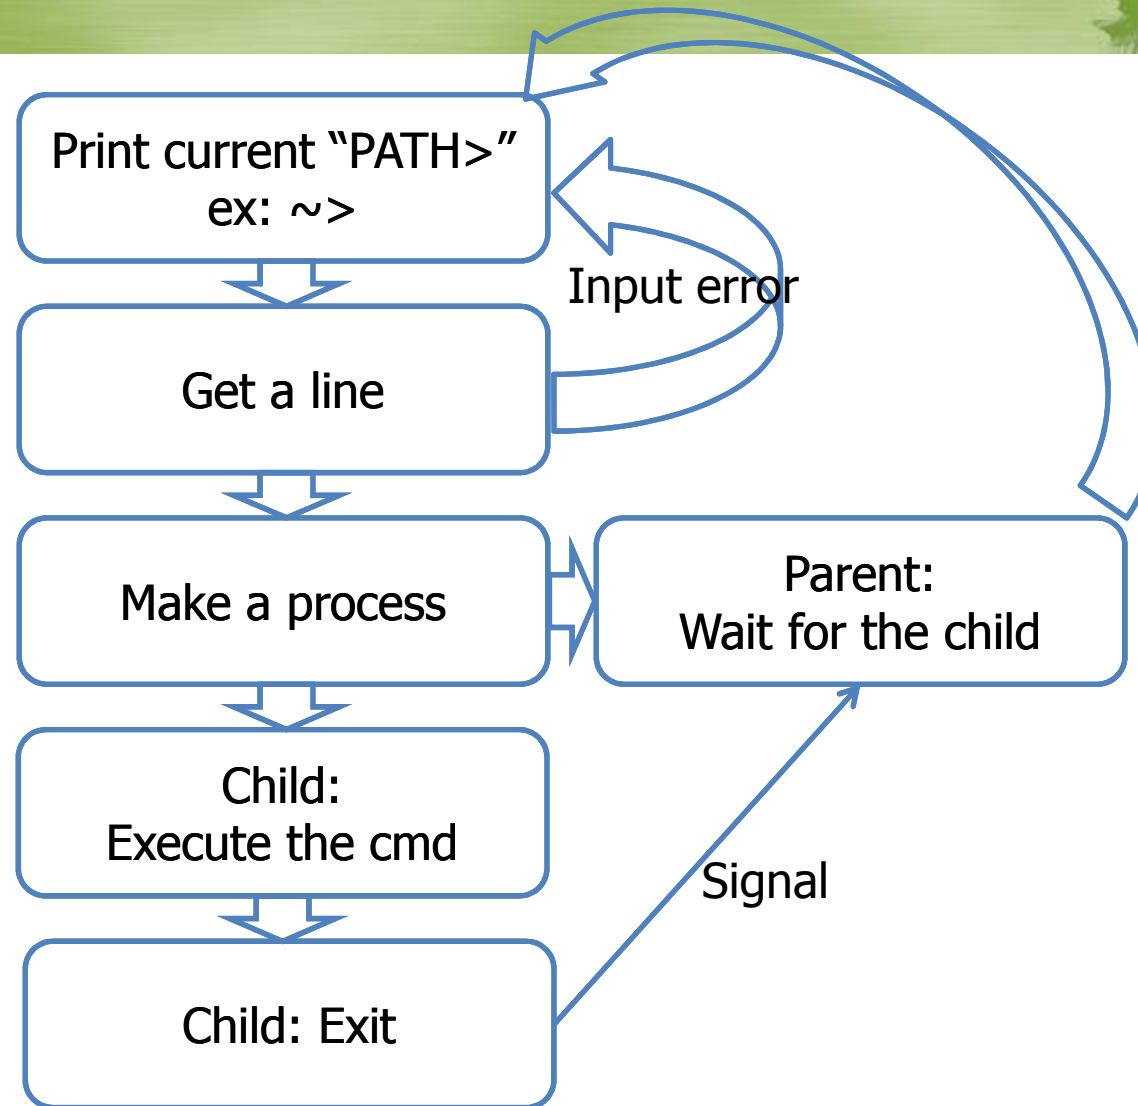 Print current “PATH>”
ex: ~>
Input error
Get a line
Make a process
Parent:
Wait for the child
Child:
Execute the cmd
Signal
Child: Exit